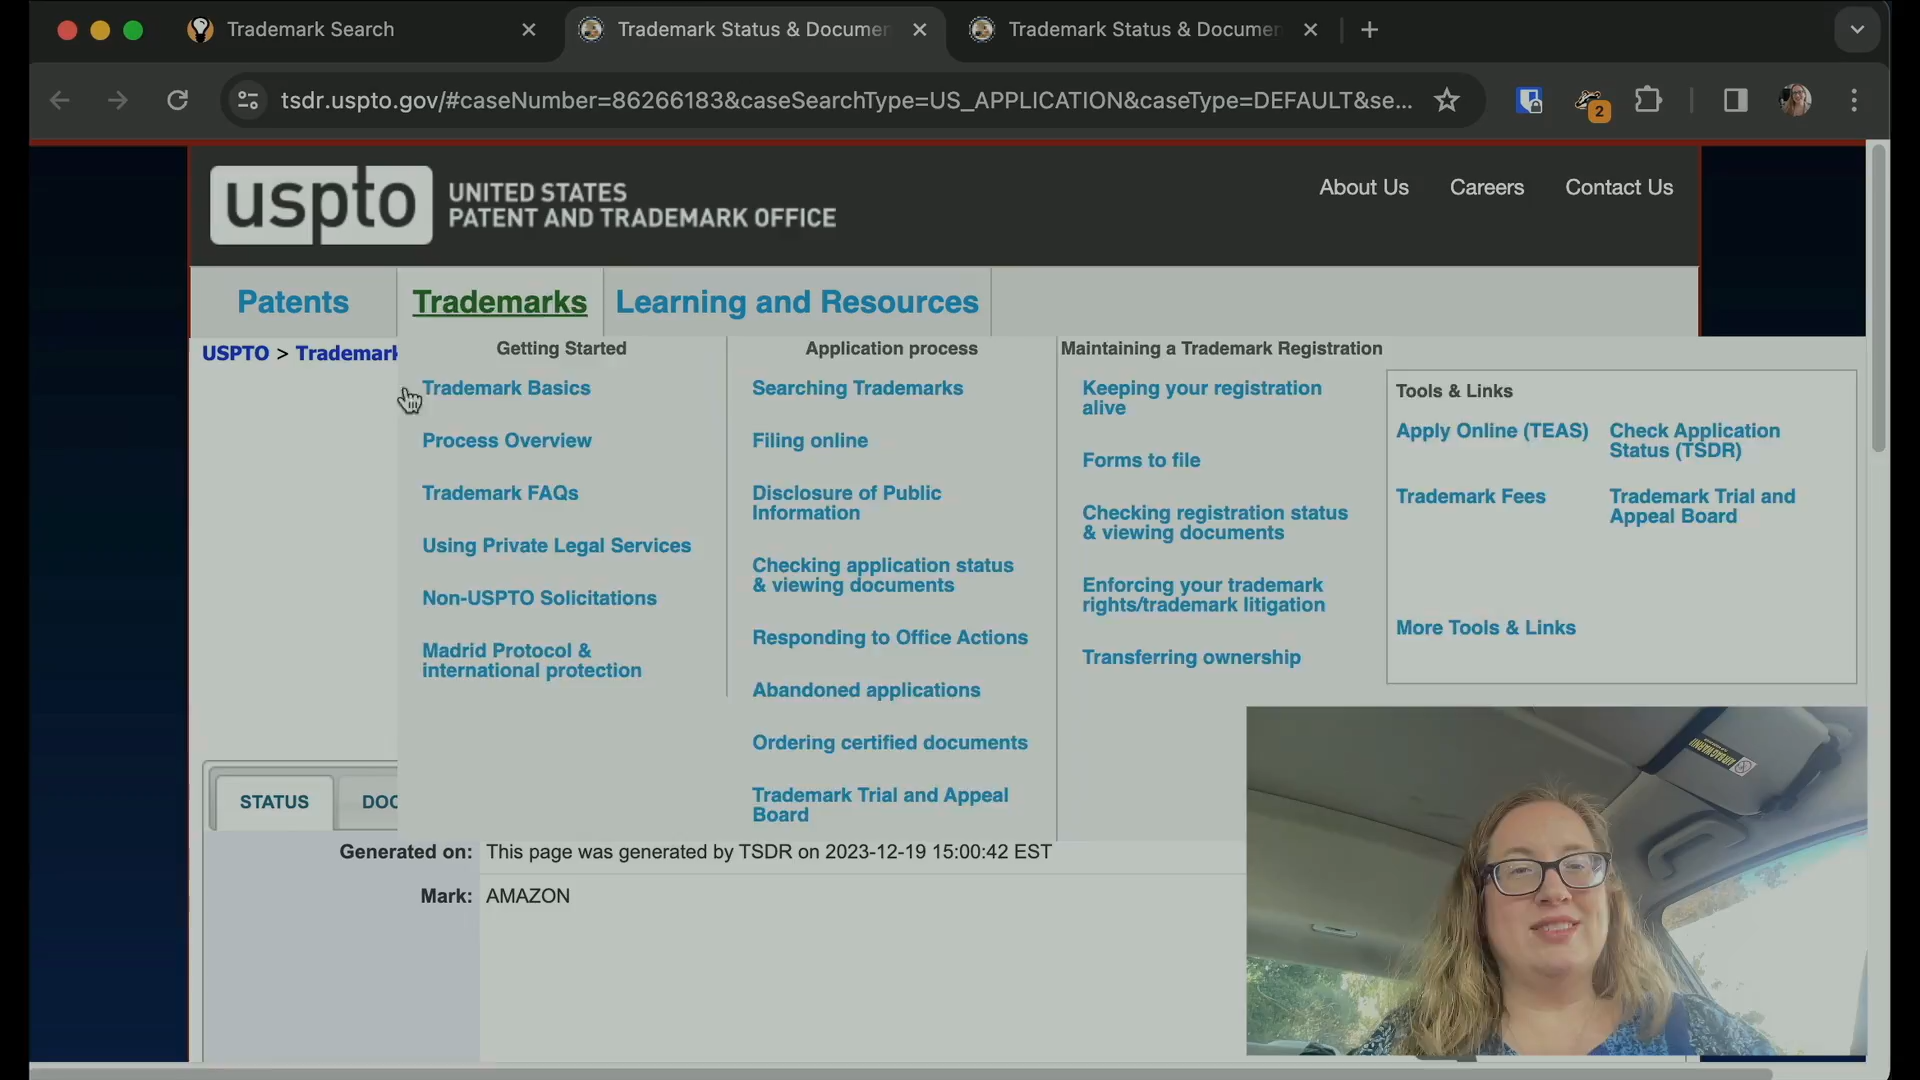 Trademark Search
Trademark Status & Documen
Trademark Status & Documen
tsdr.uspto.gov/#caseNumber=86266183&caseSearchType=US_APPLICATION&caseType=DEFAULT&se...
2
uspto
UNITED STATES
PATENT AND TRADEMARK OFFICE
About Us
Careers
Contact Us
Patents
Trademarks
Learning and Resources
USPTO > Trademark
Getting Started
Trademark Basics
Process Overview
Trademark FAQs
Using Private Legal Services
Non-USPTO Solicitations
Madrid Protocol &
international protection
Application process
Searching Trademarks
Filing online
Disclosure of Public
Information
Checking application status
& viewing documents
Responding to Office Actions
Abandoned applications
Ordering certified documents
Trademark Trial and Appeal
Board
Maintaining a Trademark Registration
Keeping your registration
alive
Forms to file
Checking registration status
& viewing documents
Enforcing your trademark
rights/trademark litigation
Transferring ownership
Tools & Links
Apply Online (TEAS)
Check Application
Status (TSDR)
Trademark Fees
Trademark Trial and
Appeal Board
More Tools & Links
STATUS
DOC
Generated on: This page was generated by TSDR on 2023-12-19 15:00:42 EST
Mark: AMAZON